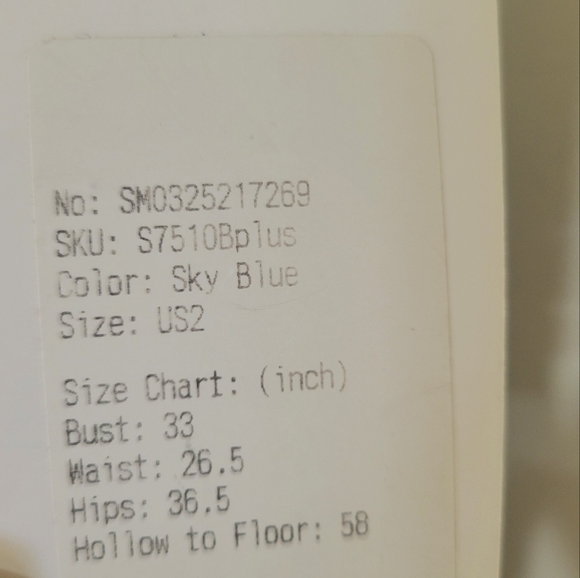 No: SM0325217269
SKU: S7510Bplus
Color: Sky Blue
Size: US2
Size Chart: (inch)
Bust: 33
Waist: 26.5
Hips: 36.5
Hollow to Floor: 58